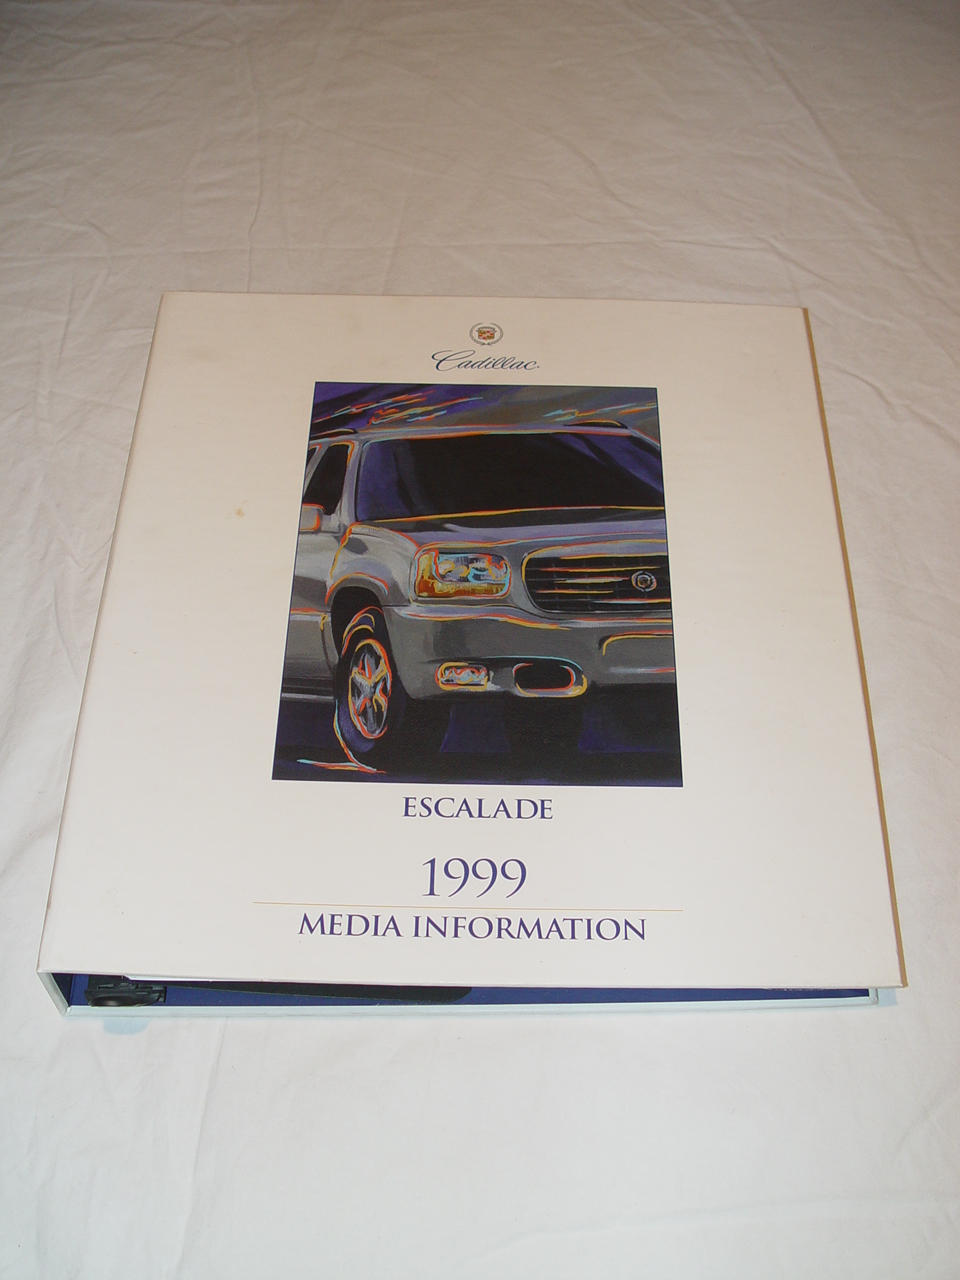 Cadillac
ESCALADE
1999
MEDIA INFORMATION